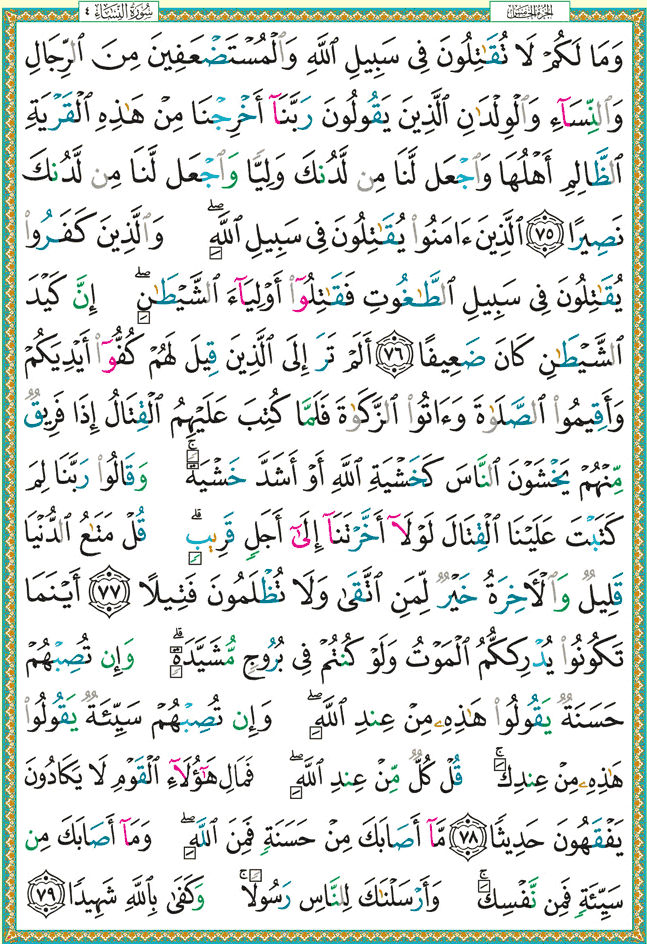 الجزء الخامس
سورة النساء ٤
وَمَا لَكُمْ لَا تُقَـٰتِلُونَ فِى سَبِيلِ ٱللَّهِ وَٱلْمُسْتَضْعَفِينَ مِنَ ٱلرِّجَالِ
وَٱلنِّسَآءِ وَٱلْوِلْدَٰنِ ٱلَّذِينَ يَقُولُونَ رَبَّنَآ أَخْرِجْنَا مِنْ هَـٰذِهِ ٱلْقَرْيَةِ
ٱلظَّالِمِ أَهْلُهَا وَٱجْعَل لَّنَا مِن لَّدُنكَ وَلِيًّا وَٱجْعَل لَّنَا مِن لَّدُنكَ
نَصِيرًا ٧٥ ٱلَّذِينَ ءَامَنُوا۟ يُقَـٰتِلُونَ فِى سَبِيلِ ٱللَّهِ ۖ وَٱلَّذِينَ كَفَرُوا۟
يُقَـٰتِلُونَ فِى سَبِيلِ ٱلطَّـٰغُوتِ فَقَـٰتِلُوٓا۟ أَوْلِيَآءَ ٱلشَّيْطَـٰنِ ۖ إِنَّ كَيْدَ
ٱلشَّيْطَـٰنِ كَانَ ضَعِيفًا ٧٦ أَلَمْ تَرَ إِلَى ٱلَّذِينَ قِيلَ لَهُمْ كُفُّوٓا۟ أَيْدِيَكُمْ
وَأَقِيمُوا۟ ٱلصَّلَوٰةَ وَءَاتُوا۟ ٱلزَّكَوٰةَ فَلَمَّا كُتِبَ عَلَيْهِمُ ٱلْقِتَالُ إِذَا فَرِيقٌ
مِّنْهُمْ يَخْشَوْنَ ٱلنَّاسَ كَخَشْيَةِ ٱللَّهِ أَوْ أَشَدَّ خَشْيَةً ۚ وَقَالُوا۟ رَبَّنَا لِمَ
كَتَبْتَ عَلَيْنَا ٱلْقِتَالَ لَوْلَآ أَخَّرْتَنَآ إِلَىٰٓ أَجَلٍ قَرِيبٍ ۗ قُلْ مَتَـٰعُ ٱلدُّنْيَا
قَلِيلٌ وَٱلْـَٔاخِرَةُ خَيْرٌ لِّمَنِ ٱتَّقَىٰ وَلَا تُظْلَمُونَ فَتِيلًا ٧٧ أَيْنَمَا
تَكُونُوا۟ يُدْرِككُّمُ ٱلْمَوْتُ وَلَوْ كُنتُمْ فِى بُرُوجٍ مُّشَيَّدَةٍ ۗ وَإِن تُصِبْهُمْ
حَسَنَةٌ يَقُولُوا۟ هَـٰذِهِۦ مِنْ عِندِ ٱللَّهِ ۖ وَإِن تُصِبْهُمْ سَيِّئَةٌ يَقُولُوا۟
هَـٰذِهِۦ مِنْ عِندِكَ ۚ قُلْ كُلٌّ مِّنْ عِندِ ٱللَّهِ ۖ فَمَالِ هَـٰٓؤُلَآءِ ٱلْقَوْمِ لَا يَكَادُونَ
يَفْقَهُونَ حَدِيثًا ٧٨ مَّآ أَصَابَكَ مِنْ حَسَنَةٍ فَمِنَ ٱللَّهِ ۖ وَمَآ أَصَابَكَ مِن
سَيِّئَةٍ فَمِن نَّفْسِكَ ۚ وَأَرْسَلْنَـٰكَ لِلنَّاسِ رَسُولًا ۚ وَكَفَىٰ بِٱللَّهِ شَهِيدًا ٧٩